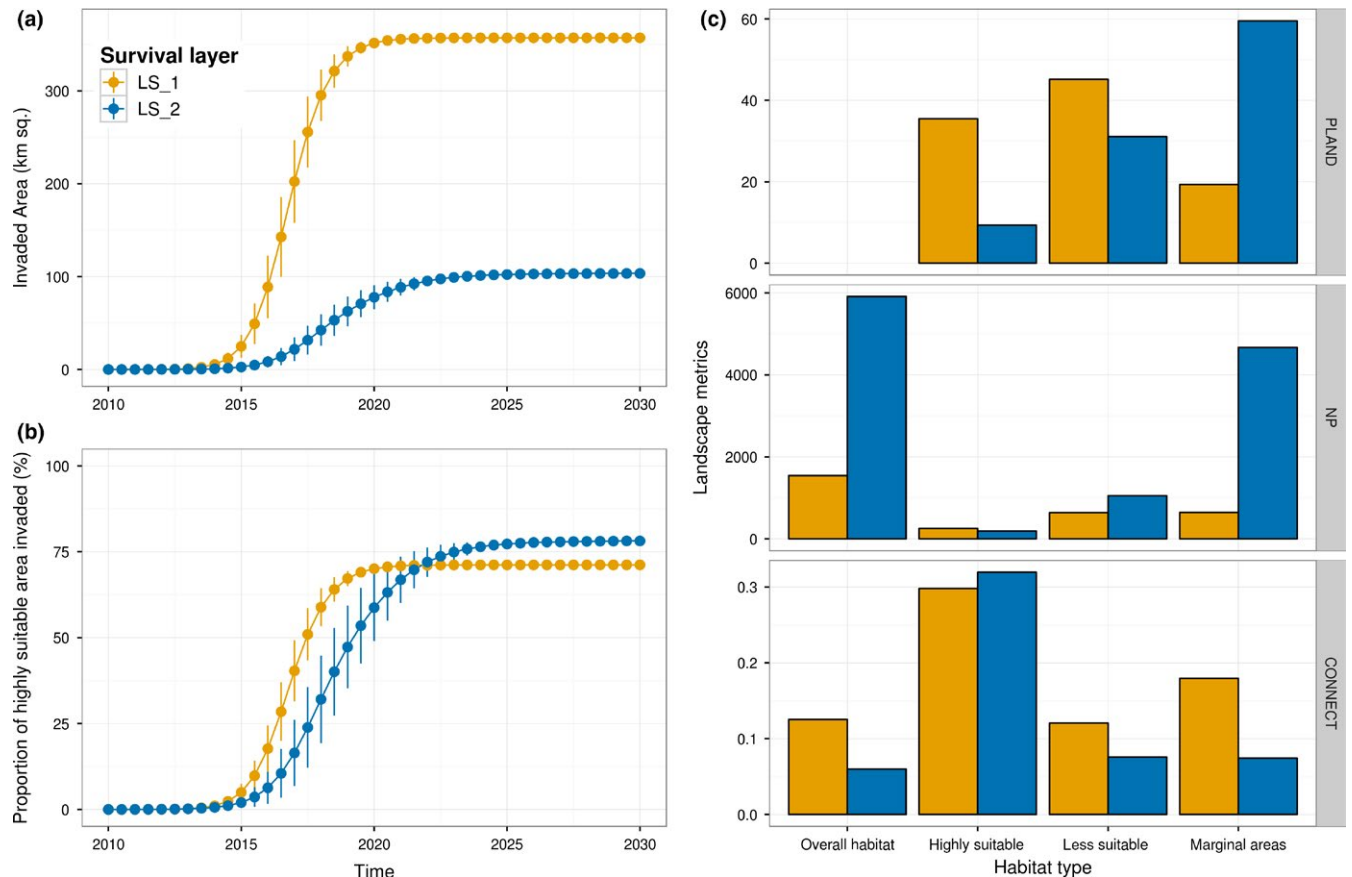 (a)
Survival layer
LS_1
LS_2
Invaded Area (km sq.)
300
200
100
0
2010
2015
2020
2025
2030
(b)
Proportion of highly suitable area invaded (%)
100
75
50
25
0
2010
2015
2020
2025
2030
Time
(c)
Landscape metrics
60
40
20
0
PLAND
6000
4000
2000
0
NP
0.3
0.2
0.1
0.0
CONNECT
Overall habitat
Highly suitable
Less suitable
Marginal areas
Habitat type